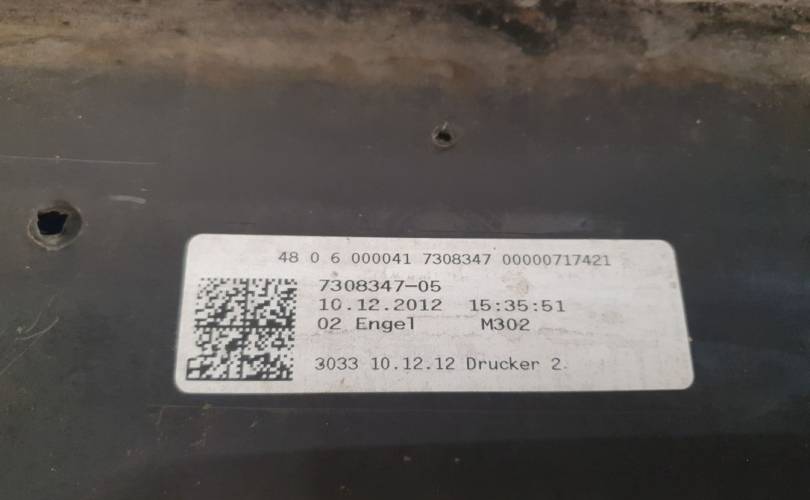 48 0 6 000041 7308347 00000717421
7308347-05
10.12.2012 15:35:51
02 Engel M302
3033 10.12.12 Drucker 2